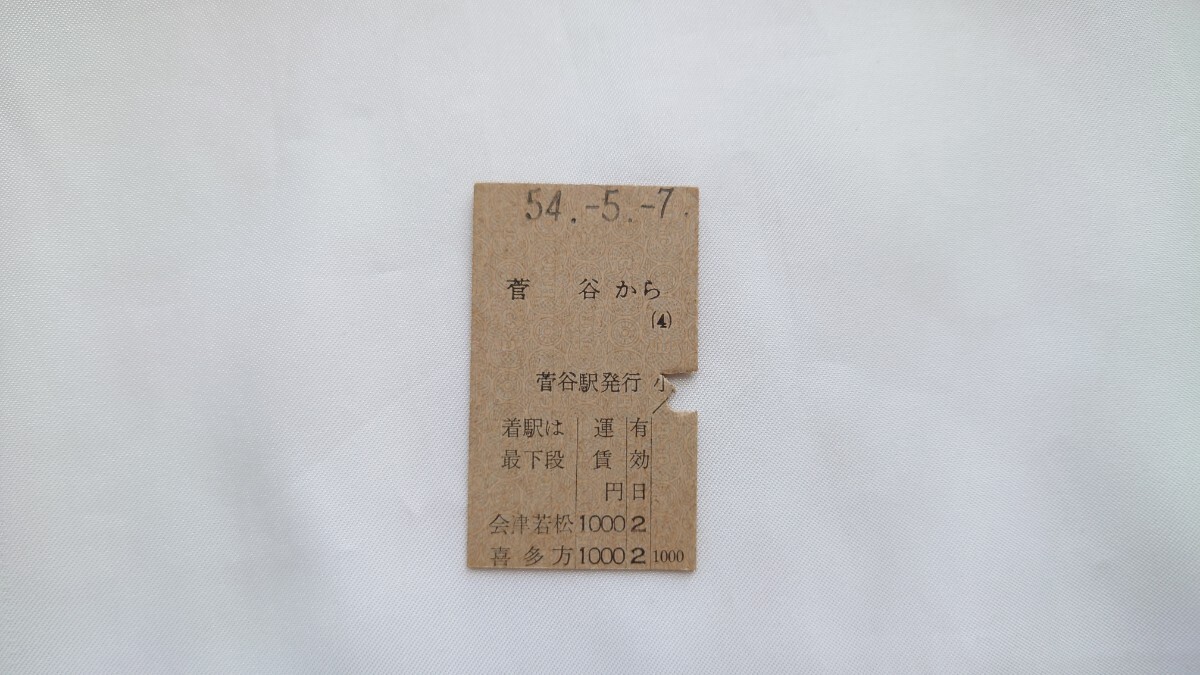 54.-5.-7.
菅谷から
(4)
菅谷駅発行 小
着駅は 運 有
最下段 賃 効
円 日
会津若松 1000 2
喜多方 1000 2 1000